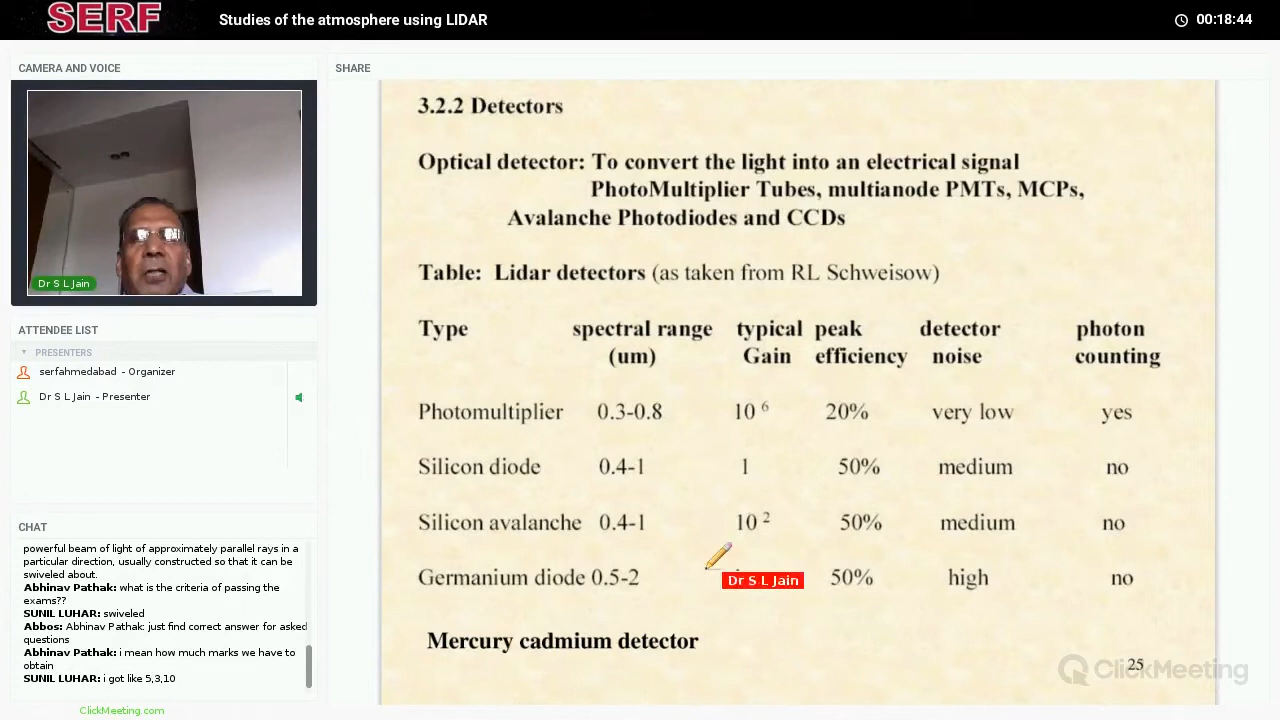 SERF
Studies of the atmosphere using LIDAR
00:18:44
CAMERA AND VOICE
Dr S L Jain
ATTENDEE LIST
PRESENTERS
serfahmedabad - Organizer
Dr S L Jain - Presenter
CHAT
powerful beam of light of approximately parallel rays in a
particular direction, usually constructed so that it can be
swiveled about.
Abhinav Pathak: what is the criteria of passing the
exams??
SUNIL LUHAR: swiveled
Abbos: Abhinav Pathak: just find correct answer for asked
questions
Abhinav Pathak: i mean how much marks we have to
obtain
SUNIL LUHAR: i got like 5,3,10
ClickMeeting.com
SHARE
3.2.2 Detectors
Optical detector: To convert the light into an electrical signal
PhotoMultiplier Tubes, multianode PMTs, MCPs,
Avalanche Photodiodes and CCDs
Table: Lidar detectors (as taken from RL Schweisow)
Type spectral range typical peak detector photon
(um) Gain efficiency noise counting
Photomultiplier 0.3-0.8 10 6 20% very low yes
Silicon diode 0.4-1 1 50% medium no
Silicon avalanche 0.4-1 10 2 50% medium no
Germanium diode 0.5-2 50% high no
Dr S L Jain
Mercury cadmium detector
25
ClickMeeting